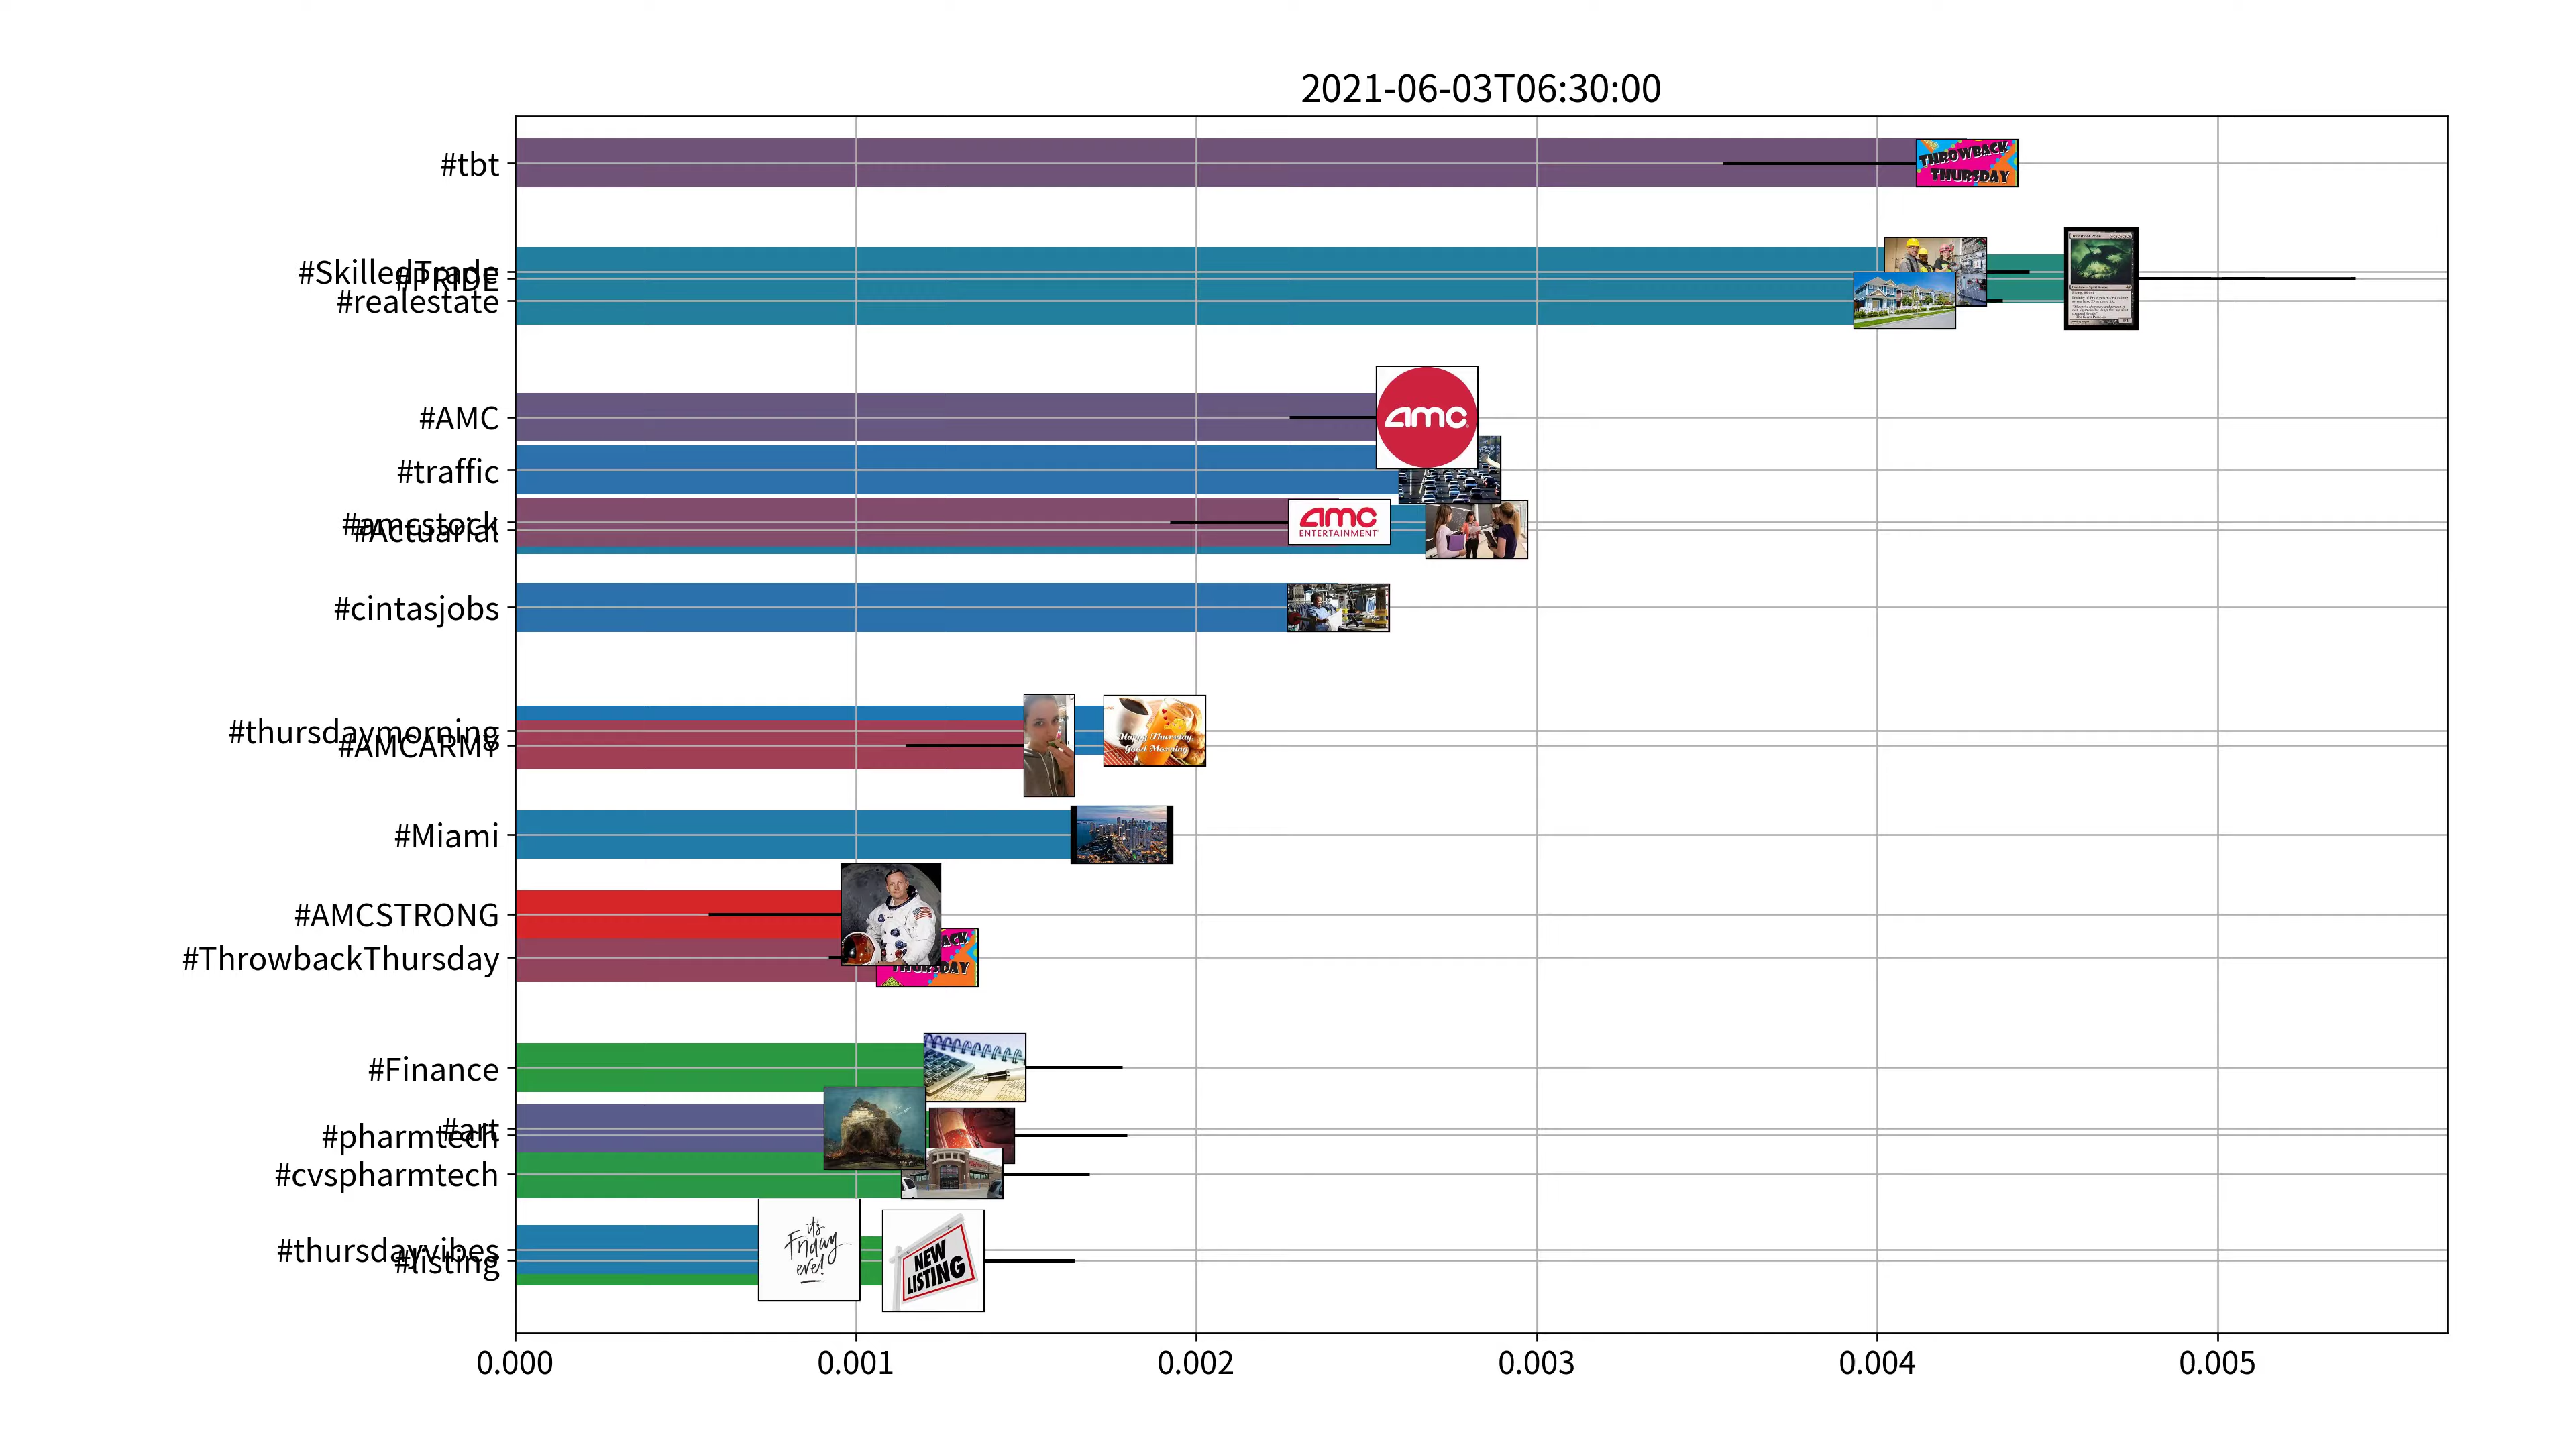 2021-06-03T06:30:00
#tbt
THROWBACK
THURSDAY
#SkilledTrade
#PRIDE
#realestate
#AMC
amc
#traffic
#amcstock
#Actuarial
amc
ENTERTAINMENT
#cintasjobs
#thursdaymorning
#AMCARMY
Happy Thursday,
Good Morning
#Miami
#AMCSTRONG
#ThrowbackThursday
ACK
THURSDAY
#Finance
#art
#pharmtech
#cvspharmtech
#thursdayvibes
#listing
it's
Friday
eve!
NEW
LISTING
0.000 0.001 0.002 0.003 0.004 0.005